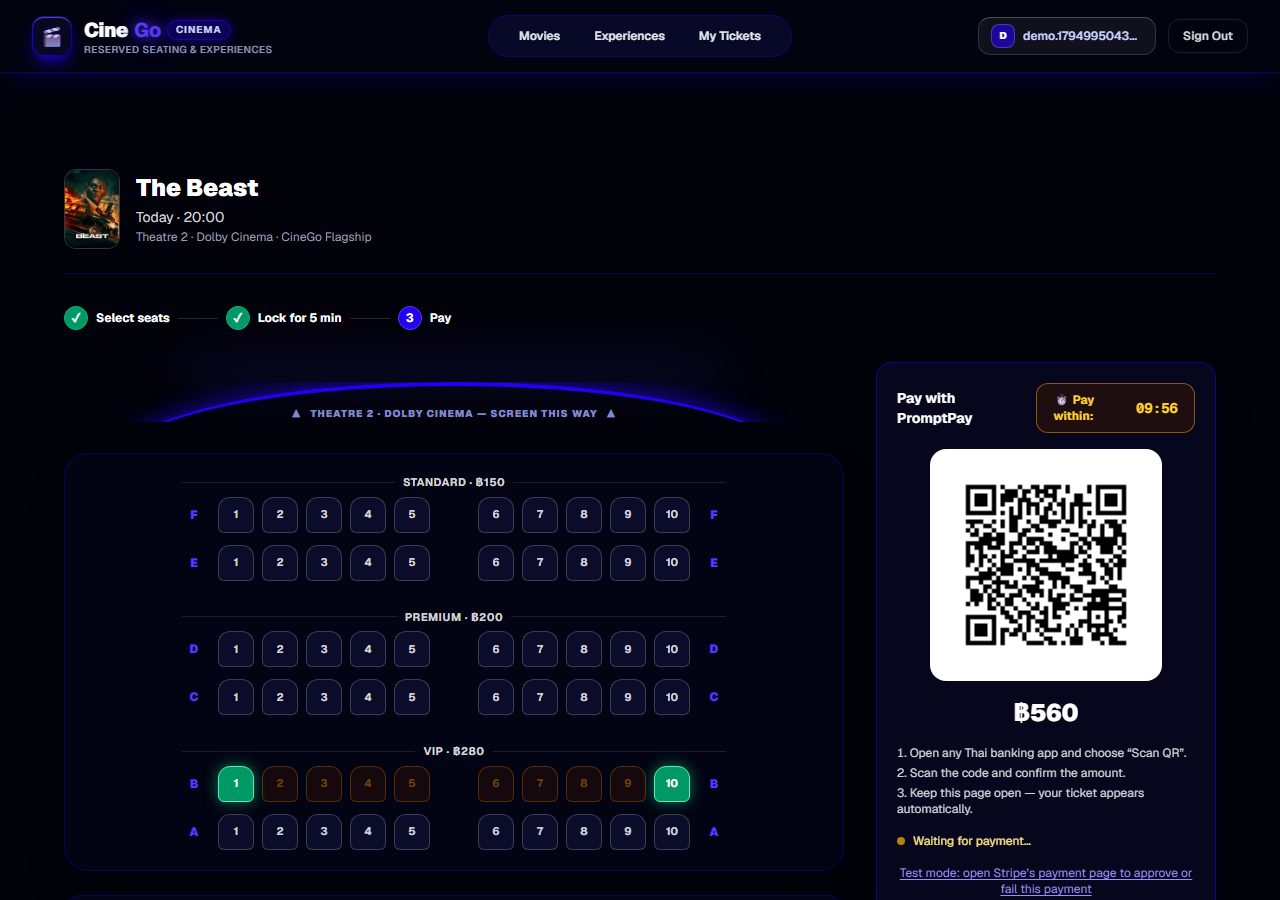 Cine Go CINEMA
RESERVED SEATING & EXPERIENCES
Movies Experiences My Tickets
D demo.1794995043... Sign Out
BEAST
The Beast
Today · 20:00
Theatre 2 · Dolby Cinema · CineGo Flagship
✓ Select seats ✓ Lock for 5 min 3 Pay
▲ THEATRE 2 · DOLBY CINEMA — SCREEN THIS WAY ▲
STANDARD · ฿150
F 1 2 3 4 5 6 7 8 9 10 F
E 1 2 3 4 5 6 7 8 9 10 E
PREMIUM · ฿200
D 1 2 3 4 5 6 7 8 9 10 D
C 1 2 3 4 5 6 7 8 9 10 C
VIP · ฿280
B 1 2 3 4 5 6 7 8 9 10 B
A 1 2 3 4 5 6 7 8 9 10 A
Pay with
PromptPay
Pay
within:
09:56
฿560
1. Open any Thai banking app and choose “Scan QR”.
2. Scan the code and confirm the amount.
3. Keep this page open — your ticket appears
automatically.
Waiting for payment…
Test mode: open Stripe's payment page to approve or
fail this payment